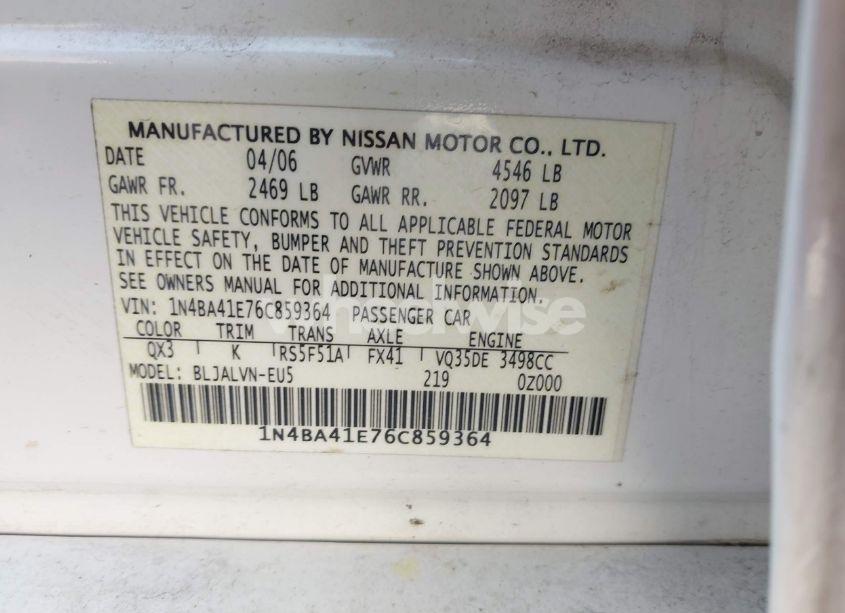 MANUFACTURED BY NISSAN MOTOR CO., LTD.
DATE 04/06 GVWR 4546 LB
GAWR FR. 2469 LB GAWR RR. 2097 LB
THIS VEHICLE CONFORMS TO ALL APPLICABLE FEDERAL MOTOR
VEHICLE SAFETY, BUMPER AND THEFT PREVENTION STANDARDS
IN EFFECT ON THE DATE OF MANUFACTURE SHOWN ABOVE.
SEE OWNERS MANUAL FOR ADDITIONAL INFORMATION.
VIN: 1N4BA41E76C859364 PASSENGER CAR
COLOR TRIM TRANS AXLE ENGINE
QX3 K RS5F51A FX41 VQ35DE 3498CC
MODEL: BLJALVN-EU5 219 0Z000
1N4BA41E76C859364